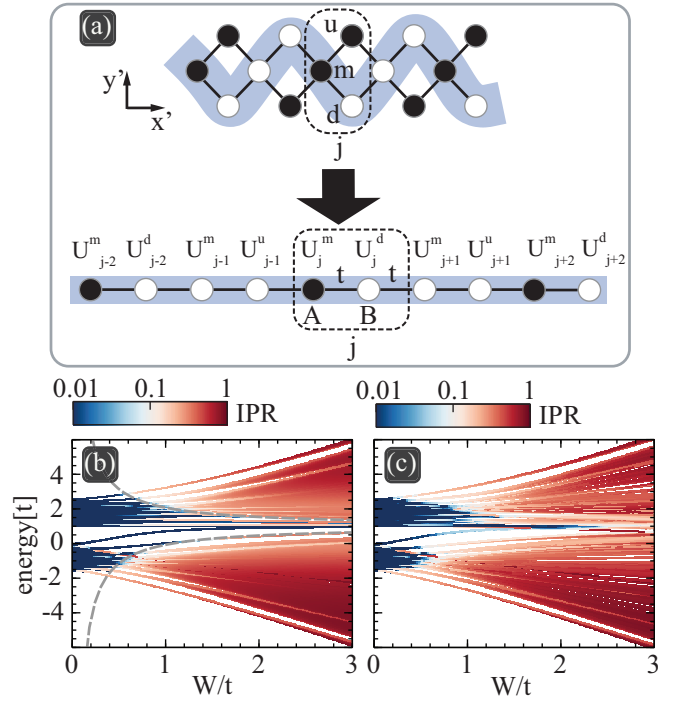 (a)
u
m
d
j
y'
x'
U^m_{j-2} U^d_{j-2} U^m_{j-1} U^u_{j-1} U^m_j U^d_j U^m_{j+1} U^u_{j+1} U^m_{j+2} U^d_{j+2}
t t
A B
j
0.01 0.1 1 0.01 0.1 1
IPR IPR
(b) (c)
energy[t]
4
2
0
-2
-4
0 1 2 3 0 1 2 3
W/t W/t